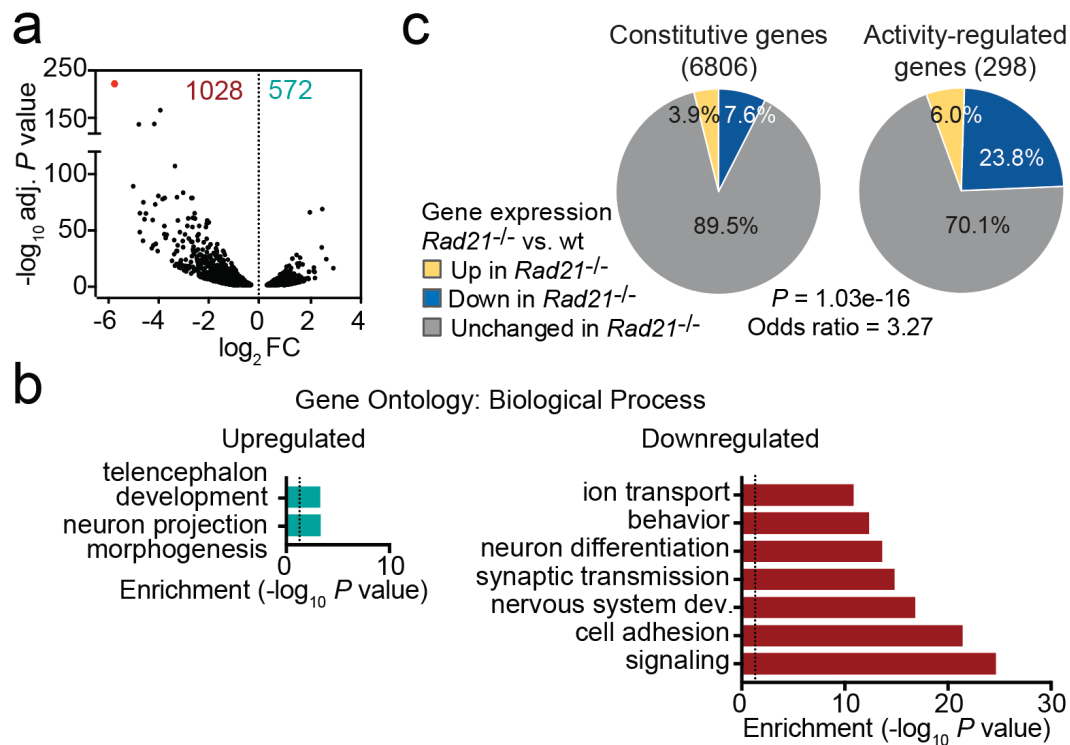 a
250
150
100
50
0
-log10 adj. P value
1028
572
-6
-4
-2
0
2
4
log2 FC
c
Constitutive genes
(6806)
Activity-regulated
genes (298)
3.9%
7.6%
89.5%
6.0%
23.8%
70.1%
Gene expression
Rad21-/- vs. wt
Up in Rad21-/-
Down in Rad21-/-
Unchanged in Rad21-/-
P = 1.03e-16
Odds ratio = 3.27
b
Gene Ontology: Biological Process
Upregulated
telencephalon
development
neuron projection
morphogenesis
0
10
Enrichment (-log10 P value)
Downregulated
ion transport
behavior
neuron differentiation
synaptic transmission
nervous system dev.
cell adhesion
signaling
0
10
20
30
Enrichment (-log10 P value)